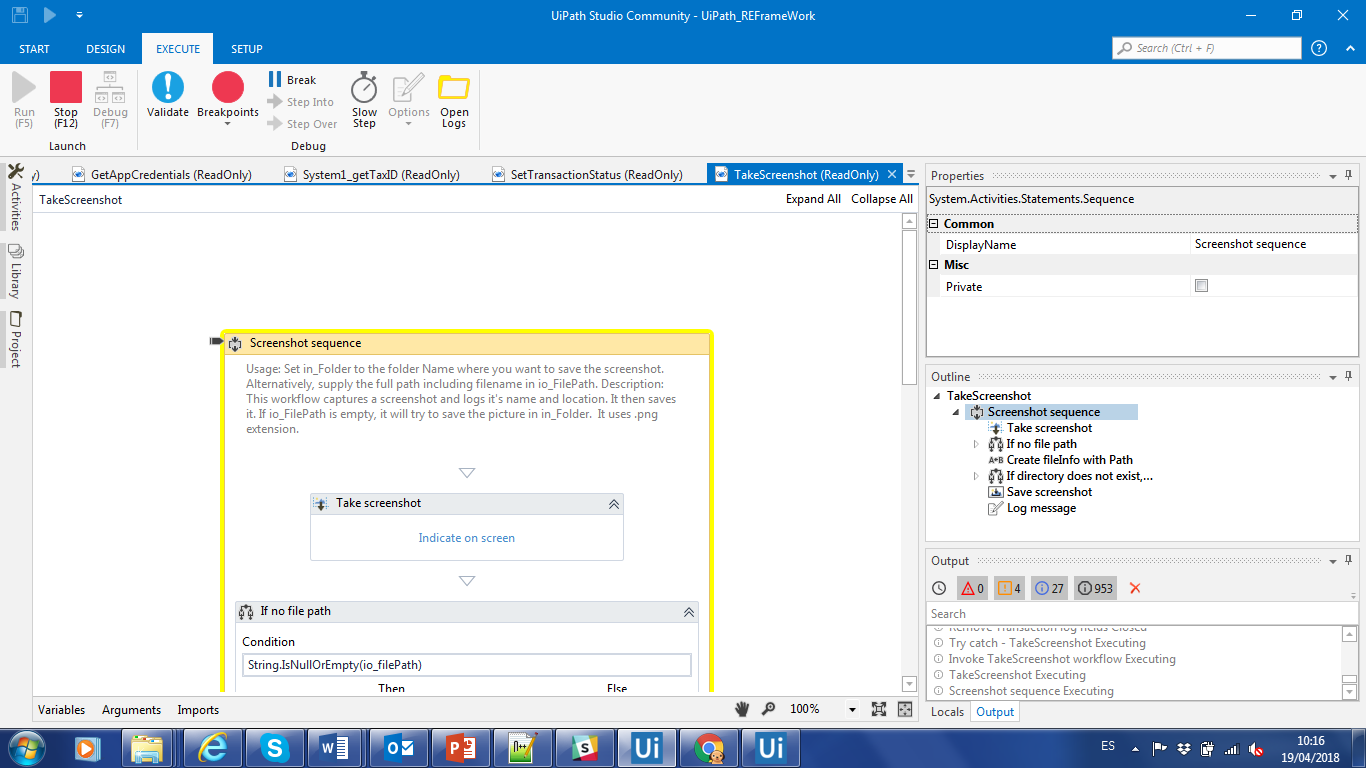 UiPath Studio Community - UiPath_REFrameWork
START DESIGN EXECUTE SETUP
Search (Ctrl + F)
Run (F5)
Stop (F12)
Debug (F7)
Launch
Validate
Breakpoints
Break
Step Into
Step Over
Slow Step
Options
Open Logs
Debug
GetAppCredentials (ReadOnly)
System1_getTaxID (ReadOnly)
SetTransactionStatus (ReadOnly)
TakeScreenshot (ReadOnly)
Activities
Library
Project
TakeScreenshot
Expand All Collapse All
Screenshot sequence
Usage: Set in_Folder to the folder Name where you want to save the screenshot.
Alternatively, supply the full path including filename in io_FilePath. Description:
This workflow captures a screenshot and logs it's name and location. It then saves
it. If io_FilePath is empty, it will try to save the picture in in_Folder. It uses .png
extension.
Take screenshot
Indicate on screen
If no file path
Condition
String.IsNullOrEmpty(io_filePath)
Then Else
Variables Arguments Imports
100%
Properties
System.Activities.Statements.Sequence
Common
DisplayName Screenshot sequence
Misc
Private
Outline
TakeScreenshot
Screenshot sequence
Take screenshot
If no file path
A+B Create fileInfo with Path
If directory does not exist,...
Save screenshot
Log message
Output
0 4 27 953
Search
Remove Transaction log fields Closed
Try catch - TakeScreenshot Executing
Invoke TakeScreenshot workflow Executing
TakeScreenshot Executing
Screenshot sequence Executing
Locals Output
ES
10:16
19/04/2018